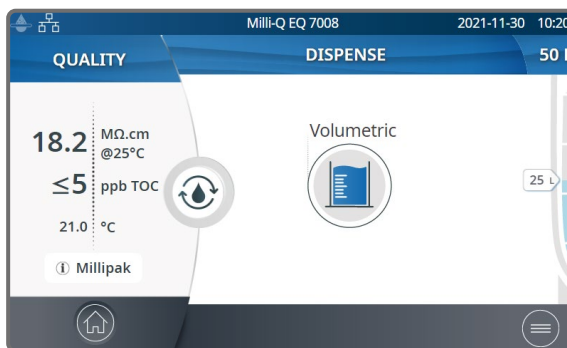 Milli-Q EQ 7008
2021-11-30 10:20
QUALITY
DISPENSE
50
18.2 MΩ.cm
@25°C
≤5 ppb TOC
21.0 °C
i Millipak
Volumetric
25 L